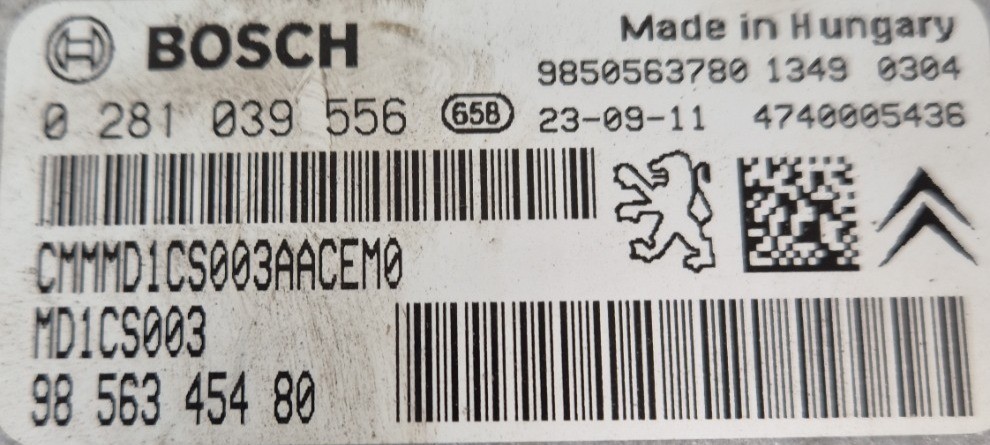 BOSCH
Made in Hungary
9850563780 1349 0304
0 281 039 556 658 23-09-11 4740005436
CMMMD1CS003AACEM0
MD1CS003
98 563 454 80